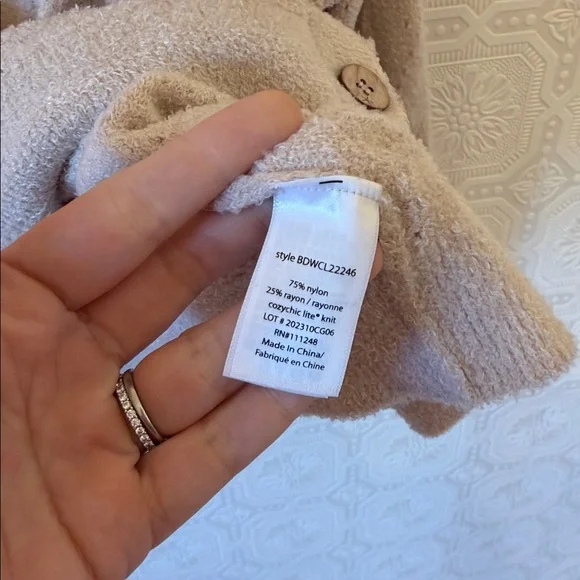 style BDWCL22246
75% nylon
25% rayon / rayonne
cozychic lite® knit
LOT # 202310CG06
RN#111248
Made In China/
Fabriqué en Chine